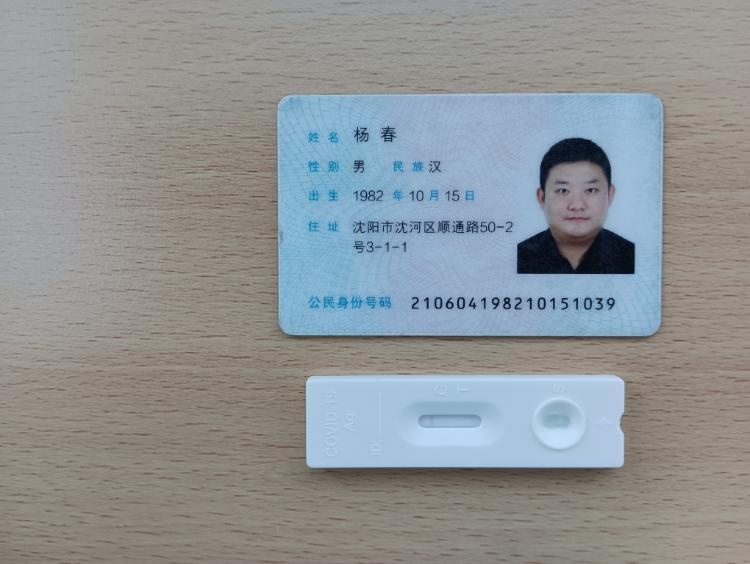 姓名 杨春
性别 男 民族 汉
出生 1982 年 10 月 15 日
住址 沈阳市沈河区顺通路50-2
号3-1-1
公民身份号码 210604198210151039
C T S
COVID-19
Ag
ID: